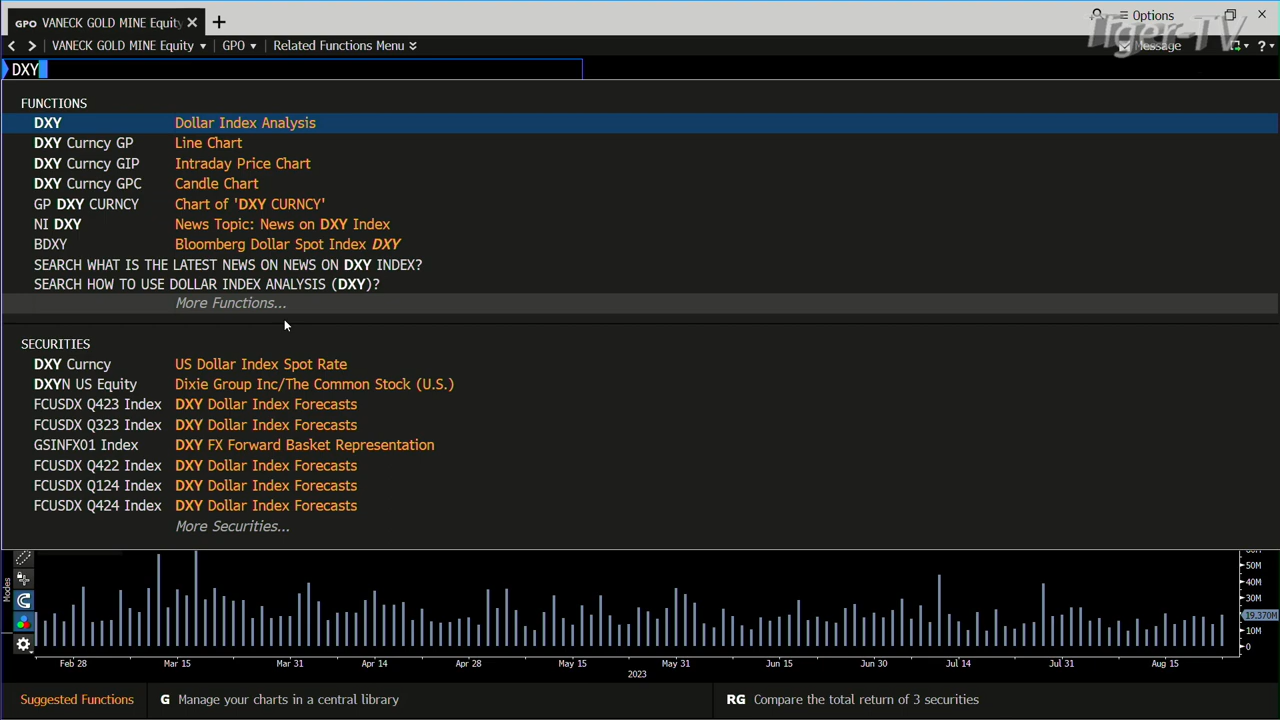 GPO VANECK GOLD MINE Equity
Options
VANECK GOLD MINE Equity GPO Related Functions Menu
Message ?
Tiger-TV
DXY
FUNCTIONS
DXY Dollar Index Analysis
DXY Curncy GP Line Chart
DXY Curncy GIP Intraday Price Chart
DXY Curncy GPC Candle Chart
GP DXY CURNCY Chart of 'DXY CURNCY'
NI DXY News Topic: News on DXY Index
BDXY Bloomberg Dollar Spot Index DXY
SEARCH WHAT IS THE LATEST NEWS ON NEWS ON DXY INDEX?
SEARCH HOW TO USE DOLLAR INDEX ANALYSIS (DXY)?
More Functions...
SECURITIES
DXY Curncy US Dollar Index Spot Rate
DXYN US Equity Dixie Group Inc/The Common Stock (U.S.)
FCUSDX Q423 Index DXY Dollar Index Forecasts
FCUSDX Q323 Index DXY Dollar Index Forecasts
GSINFX01 Index DXY FX Forward Basket Representation
FCUSDX Q422 Index DXY Dollar Index Forecasts
FCUSDX Q124 Index DXY Dollar Index Forecasts
FCUSDX Q424 Index DXY Dollar Index Forecasts
More Securities...
Modes
50M
40M
30M
19.370M
10M
0
Feb 28 Mar 15 Mar 31 Apr 14 Apr 28 May 15 May 31 Jun 15 Jun 30 Jul 14 Jul 31 Aug 15
2023
Suggested Functions G Manage your charts in a central library RG Compare the total return of 3 securities